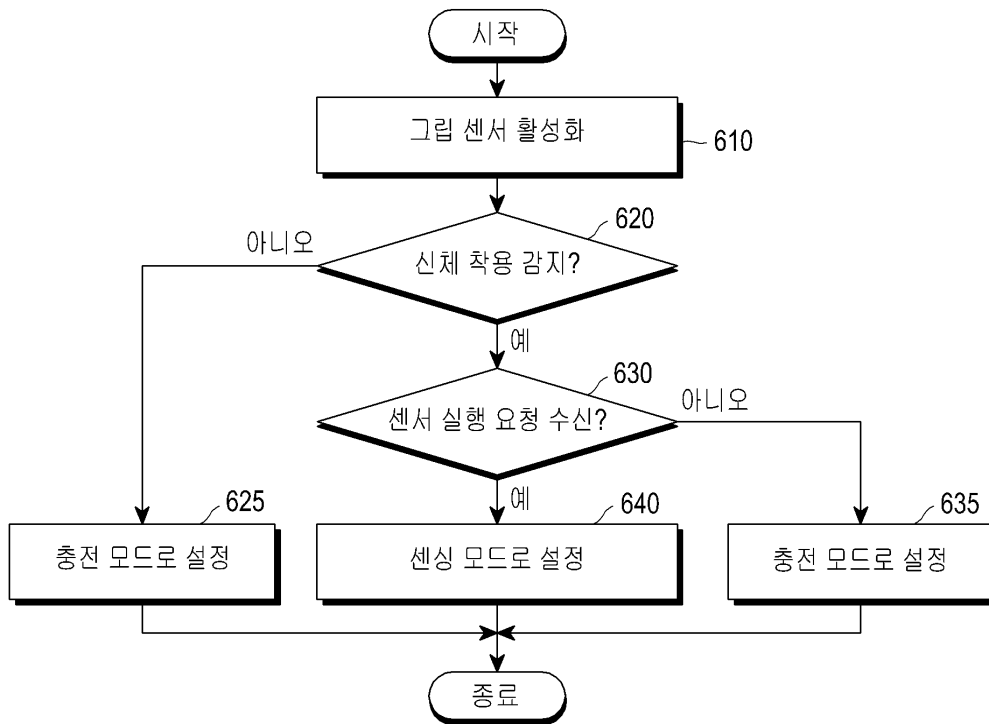 시작
그립 센서 활성화
610
620
아니오
신체 착용 감지?
예
630
아니오
센서 실행 요청 수신?
예
625
640
635
충전 모드로 설정
센싱 모드로 설정
충전 모드로 설정
종료